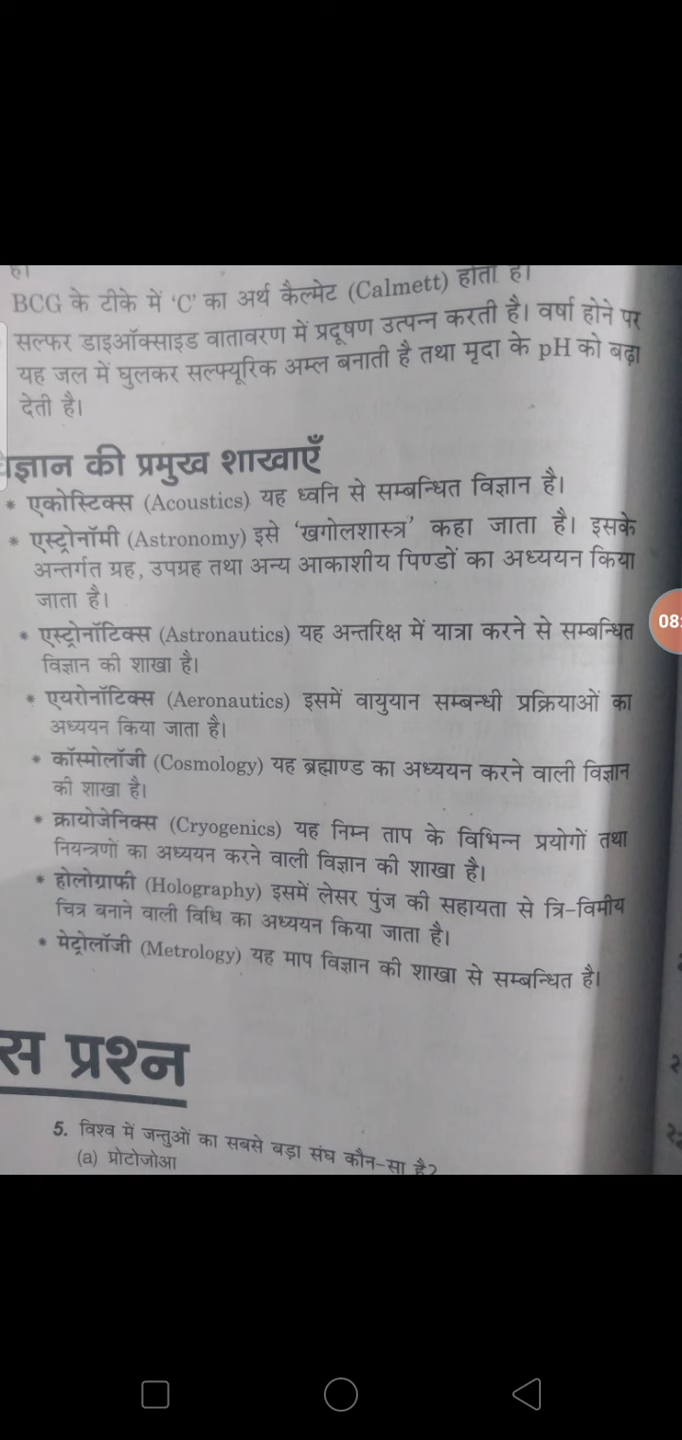 है।
BCG के टीके में ‘C’ का अर्थ कैल्मेट (Calmett) होता है।
सल्फर डाइऑक्साइड वातावरण में प्रदूषण उत्पन्न करती है। वर्षा होने पर
यह जल में घुलकर सल्फ्यूरिक अम्ल बनाती है तथा मृदा के pH को बढ़ा
देती है।
वेज्ञान की प्रमुख शाखाएँ
* एकोस्टिक्स (Acoustics) यह ध्वनि से सम्बन्धित विज्ञान है।
* एस्ट्रोनॉमी (Astronomy) इसे ‘खगोलशास्त्र’ कहा जाता है। इसके
अन्तर्गत ग्रह, उपग्रह तथा अन्य आकाशीय पिण्डों का अध्ययन किया
जाता है।
08:
* एस्ट्रोनॉटिक्स (Astronautics) यह अन्तरिक्ष में यात्रा करने से सम्बन्धित
विज्ञान की शाखा है।
* एयरोनॉटिक्स (Aeronautics) इसमें वायुयान सम्बन्धी प्रक्रियाओं का
अध्ययन किया जाता है।
* कॉस्मोलॉजी (Cosmology) यह ब्रह्माण्ड का अध्ययन करने वाली विज्ञान
की शाखा है।
* क्रायोजेनिक्स (Cryogenics) यह निम्न ताप के विभिन्न प्रयोगों तथा
नियन्त्रणों का अध्ययन करने वाली विज्ञान की शाखा है।
* होलोग्राफी (Holography) इसमें लेसर पुंज की सहायता से त्रि-विमीय
चित्र बनाने वाली विधि का अध्ययन किया जाता है।
* मेट्रोलॉजी (Metrology) यह माप विज्ञान की शाखा से सम्बन्धित है।
स प्रश्न
5. विश्व में जन्तुओं का सबसे बड़ा संघ कौन-सा है?
(a) प्रोटोजोआ